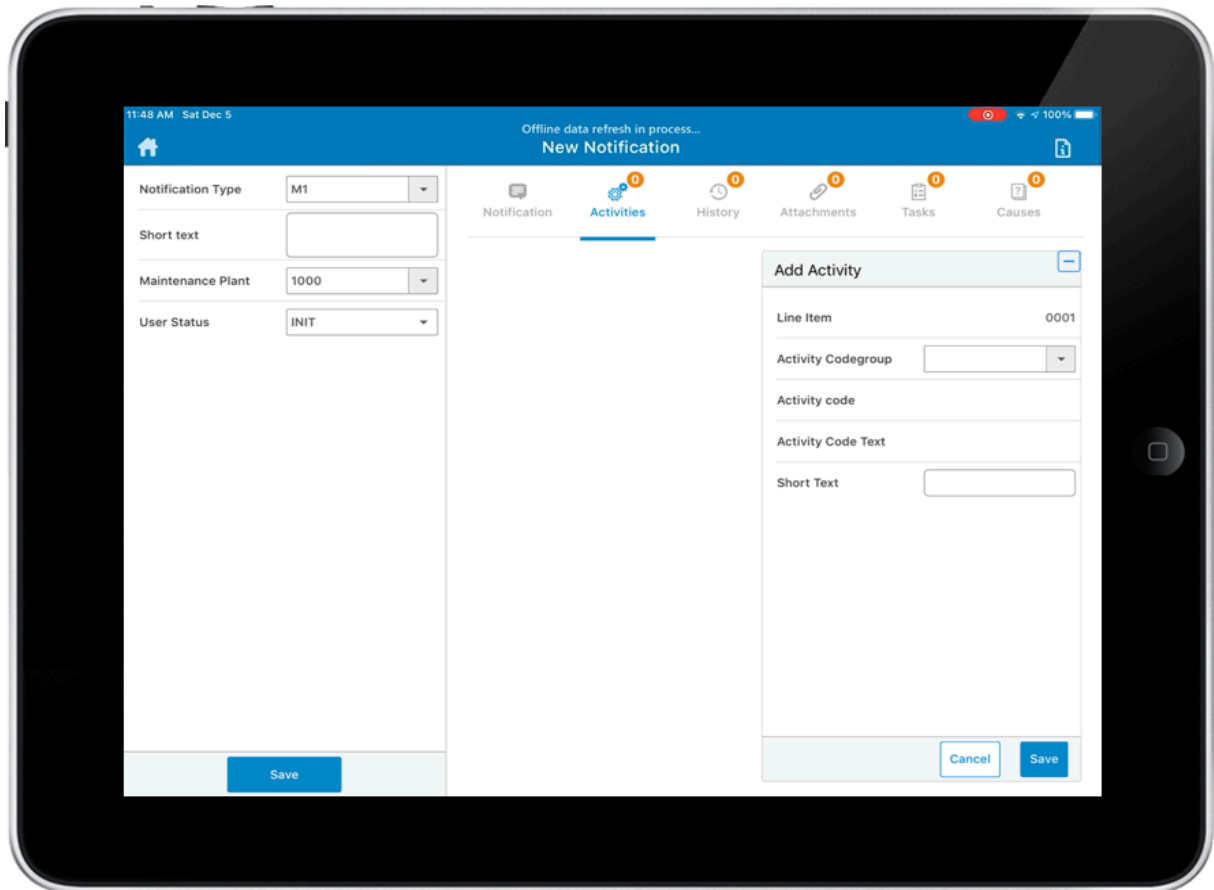 11:48 AM Sat Dec 5
100%
Offline data refresh in process...
New Notification
Notification Type M1
Short text
Maintenance Plant 1000
User Status INIT
Save
Notification
Activities 0
History 0
Attachments 0
Tasks 0
Causes 0
Add Activity
Line Item 0001
Activity Codegroup
Activity code
Activity Code Text
Short Text
Cancel Save